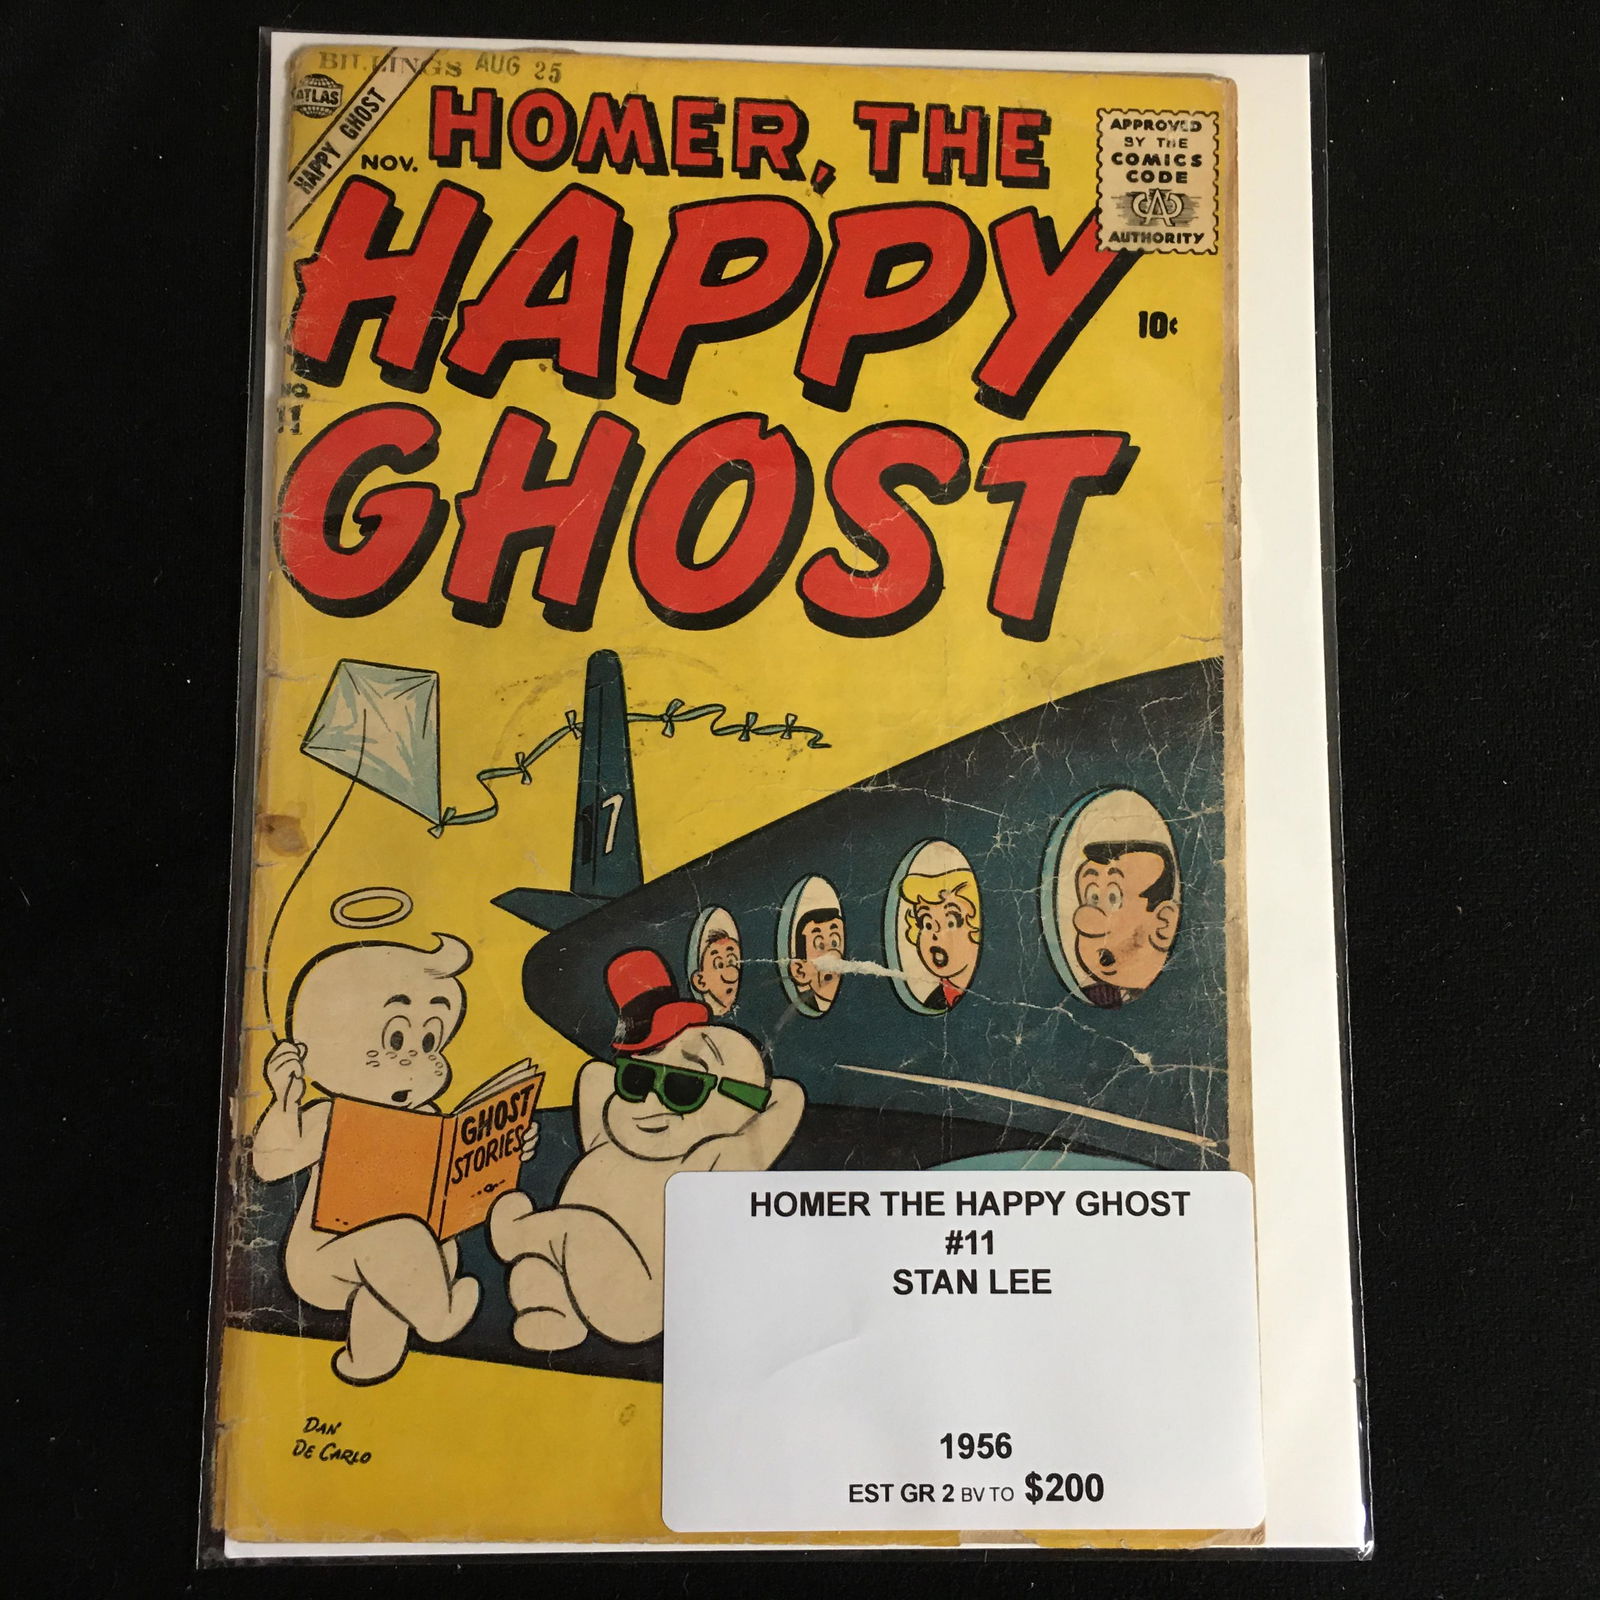 BILLINGS AUG 25
ATLAS
HAPPY GHOST
NOV.
HOMER, THE
HAPPY
GHOST
APPROVED
BY THE
COMICS
CODE
CA
AUTHORITY
10¢
NO.
11
7
GHOST
STORIES
DAN
DE CARLO
HOMER THE HAPPY GHOST
#11
STAN LEE
1956
EST GR 2 BV TO $200